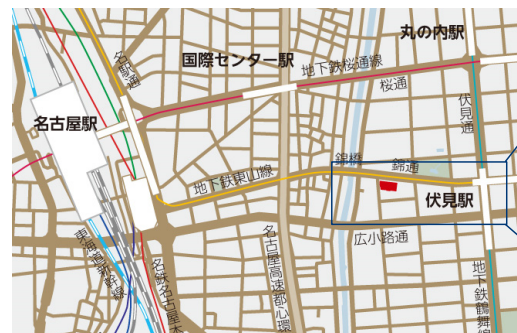 丸の内駅
名駅通
国際センター駅
地下鉄桜通線
桜通
伏見通
名古屋駅
錦橋
錦通
地下鉄東山線
伏見駅
広小路通
東海道新幹線
名鉄名古屋本
名古屋高速都心環
地下鉄鶴舞線